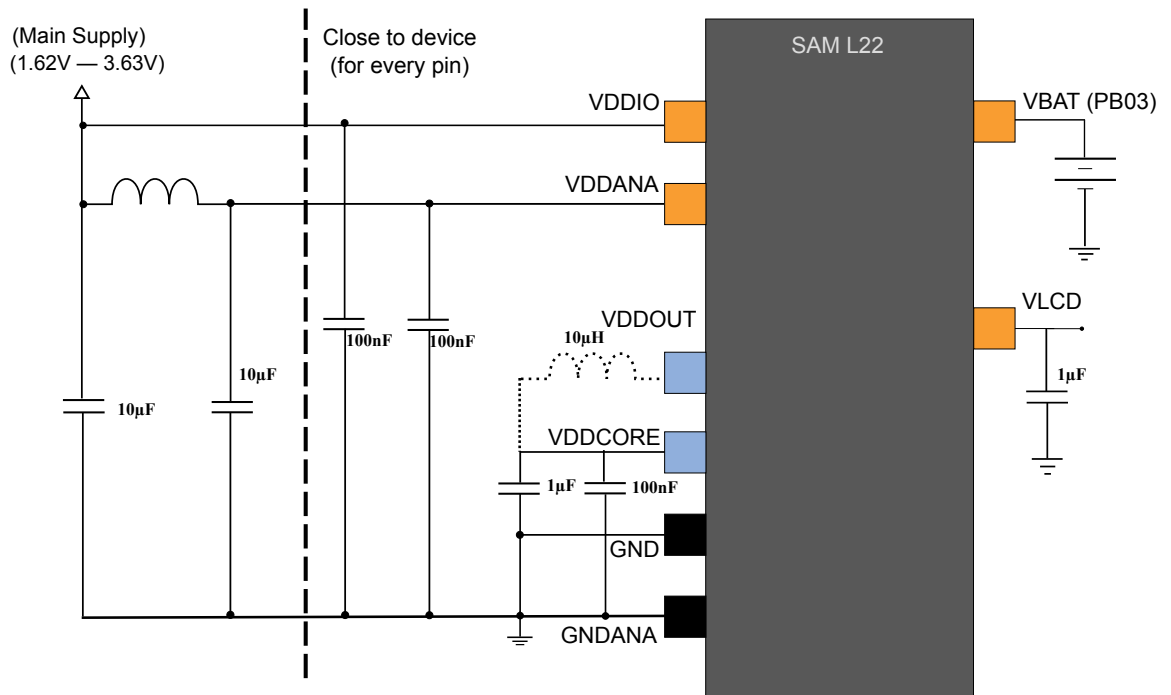 (Main Supply)
(1.62V — 3.63V)
Close to device
(for every pin)
SAM L22
VDDIO
VBAT (PB03)
VDDANA
VLCD
VDDOUT
100nF
100nF
10µH
10µF
10µF
1µF
VDDCORE
1µF
100nF
GND
GNDANA